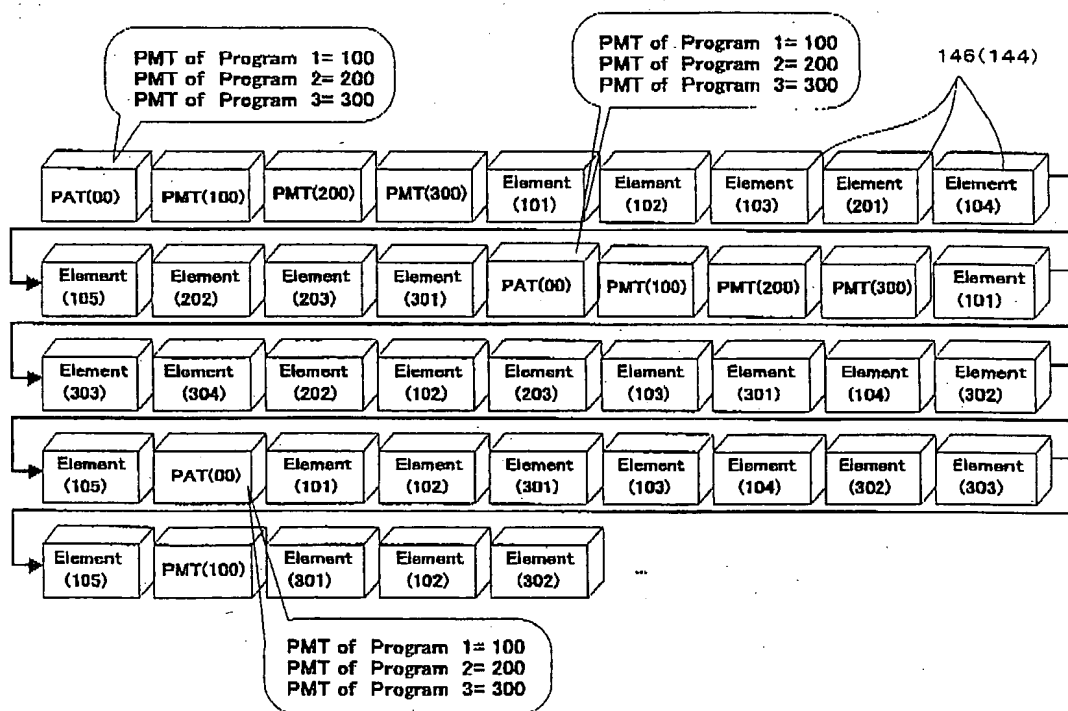 PMT of Program 1= 100
PMT of Program 2= 200
PMT of Program 3= 300
PMT of Program 1= 100
PMT of Program 2= 200
PMT of Program 3= 300
146(144)
PAT(00) PMT(100) PMT(200) PMT(300) Element (101) Element (102) Element (103) Element (201) Element (104)
Element (105) Element (202) Element (203) Element (301) PAT(00) PMT(100) PMT(200) PMT(300) Element (101)
Element (303) Element (304) Element (202) Element (102) Element (203) Element (103) Element (301) Element (104) Element (302)
Element (105) PAT(00) Element (101) Element (102) Element (301) Element (103) Element (104) Element (302) Element (303)
Element (105) PMT(100) Element (301) Element (102) Element (302) ...
PMT of Program 1= 100
PMT of Program 2= 200
PMT of Program 3= 300